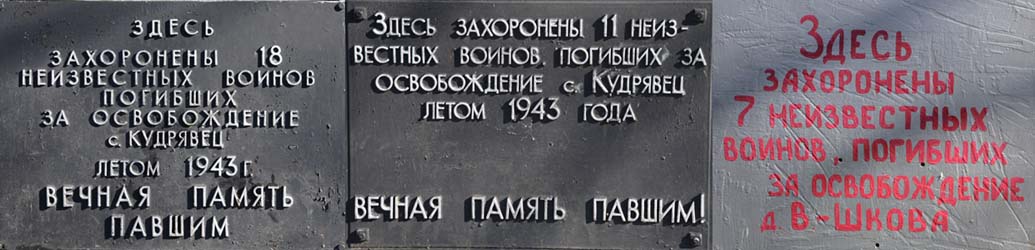 ЗДЕСЬ
ЗАХОРОНЕНЫ 18
НЕИЗВЕСТНЫХ ВОИНОВ
ПОГИБШИХ
ЗА ОСВОБОЖДЕНИЕ
с. КУДРЯВЕЦ
ЛЕТОМ 1943 г.
ВЕЧНАЯ ПАМЯТЬ
ПАВШИМ
ЗДЕСЬ ЗАХОРОНЕНЫ 11 НЕИЗ-
ВЕСТНЫХ ВОИНОВ, ПОГИБШИХ ЗА
ОСВОБОЖДЕНИЕ с. КУДРЯВЕЦ
ЛЕТОМ 1943 ГОДА
ВЕЧНАЯ ПАМЯТЬ ПАВШИМ!
ЗДЕСЬ
ЗАХОРОНЕНЫ
7 НЕИЗВЕСТНЫХ
ВОИНОВ, ПОГИБШИХ
ЗА ОСВОБОЖДЕНИЕ
д. В-ШКОВА